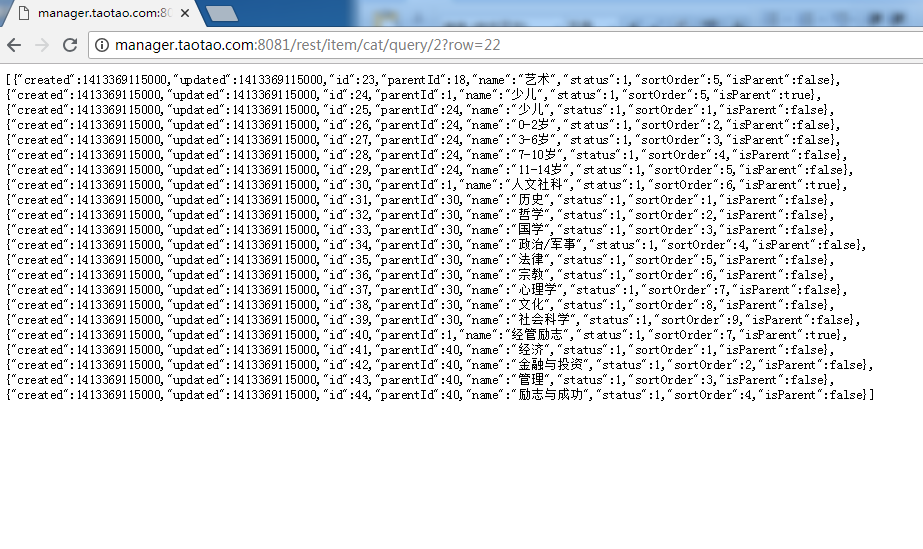 manager.taotao.com:80
manager.taotao.com:8081/rest/item/cat/query/2?row=22
[{"created":1413369115000,"updated":1413369115000,"id":23,"parentId":18,"name":"艺术","status":1,"sortOrder":5,"isParent":false},
{"created":1413369115000,"updated":1413369115000,"id":24,"parentId":1,"name":"少儿","status":1,"sortOrder":5,"isParent":true},
{"created":1413369115000,"updated":1413369115000,"id":25,"parentId":24,"name":"少儿","status":1,"sortOrder":1,"isParent":false},
{"created":1413369115000,"updated":1413369115000,"id":26,"parentId":24,"name":"0-2岁","status":1,"sortOrder":2,"isParent":false},
{"created":1413369115000,"updated":1413369115000,"id":27,"parentId":24,"name":"3-6岁","status":1,"sortOrder":3,"isParent":false},
{"created":1413369115000,"updated":1413369115000,"id":28,"parentId":24,"name":"7-10岁","status":1,"sortOrder":4,"isParent":false},
{"created":1413369115000,"updated":1413369115000,"id":29,"parentId":24,"name":"11-14岁","status":1,"sortOrder":5,"isParent":false},
{"created":1413369115000,"updated":1413369115000,"id":30,"parentId":1,"name":"人文社科","status":1,"sortOrder":6,"isParent":true},
{"created":1413369115000,"updated":1413369115000,"id":31,"parentId":30,"name":"历史","status":1,"sortOrder":1,"isParent":false},
{"created":1413369115000,"updated":1413369115000,"id":32,"parentId":30,"name":"哲学","status":1,"sortOrder":2,"isParent":false},
{"created":1413369115000,"updated":1413369115000,"id":33,"parentId":30,"name":"国学","status":1,"sortOrder":3,"isParent":false},
{"created":1413369115000,"updated":1413369115000,"id":34,"parentId":30,"name":"政治/军事","status":1,"sortOrder":4,"isParent":false},
{"created":1413369115000,"updated":1413369115000,"id":35,"parentId":30,"name":"法律","status":1,"sortOrder":5,"isParent":false},
{"created":1413369115000,"updated":1413369115000,"id":36,"parentId":30,"name":"宗教","status":1,"sortOrder":6,"isParent":false},
{"created":1413369115000,"updated":1413369115000,"id":37,"parentId":30,"name":"心理学","status":1,"sortOrder":7,"isParent":false},
{"created":1413369115000,"updated":1413369115000,"id":38,"parentId":30,"name":"文化","status":1,"sortOrder":8,"isParent":false},
{"created":1413369115000,"updated":1413369115000,"id":39,"parentId":30,"name":"社会科学","status":1,"sortOrder":9,"isParent":false},
{"created":1413369115000,"updated":1413369115000,"id":40,"parentId":1,"name":"经管励志","status":1,"sortOrder":7,"isParent":true},
{"created":1413369115000,"updated":1413369115000,"id":41,"parentId":40,"name":"经济","status":1,"sortOrder":1,"isParent":false},
{"created":1413369115000,"updated":1413369115000,"id":42,"parentId":40,"name":"金融与投资","status":1,"sortOrder":2,"isParent":false},
{"created":1413369115000,"updated":1413369115000,"id":43,"parentId":40,"name":"管理","status":1,"sortOrder":3,"isParent":false},
{"created":1413369115000,"updated":1413369115000,"id":44,"parentId":40,"name":"励志与成功","status":1,"sortOrder":4,"isParent":false}]